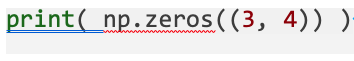 print( np.zeros((3, 4)) )